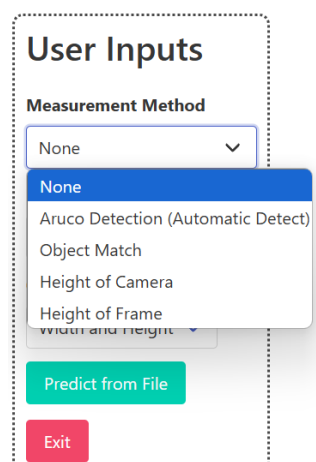 User Inputs
Measurement Method
None
None
Aruco Detection (Automatic Detect)
Object Match
Height of Camera
Height of Frame
Width and Height
Predict from File
Exit